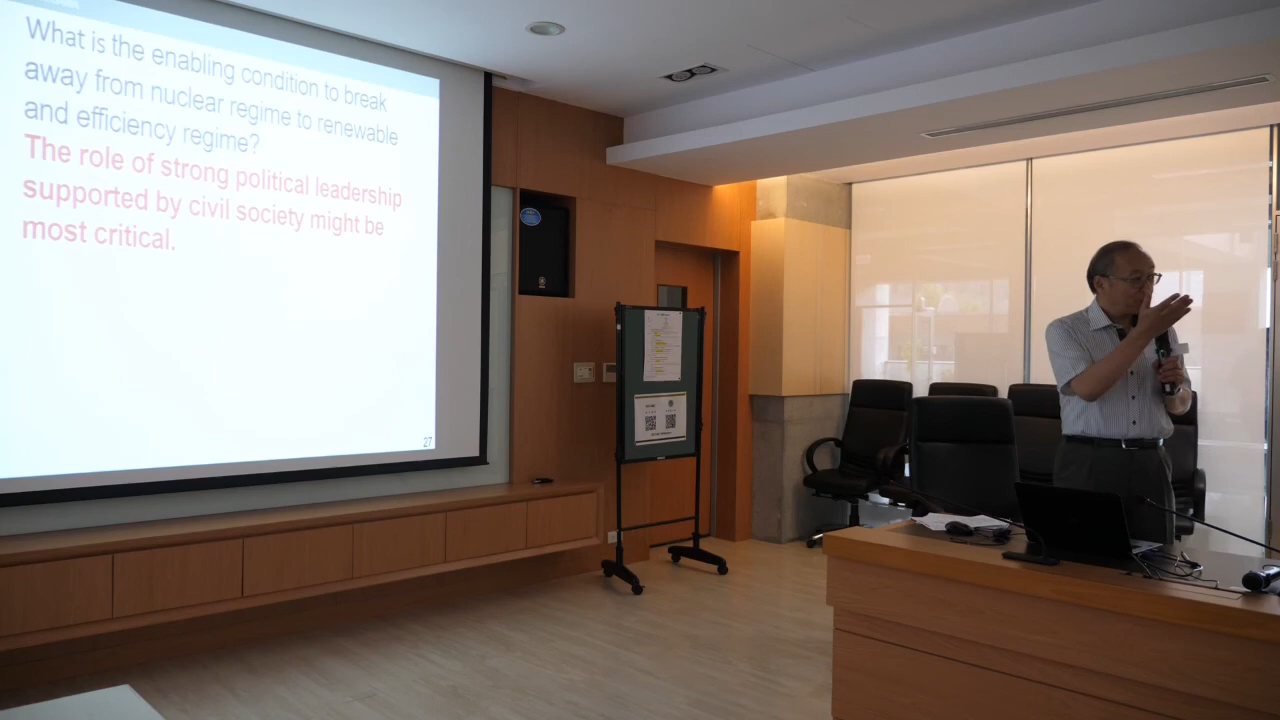 What is the enabling condition to break
away from nuclear regime to renewable
and efficiency regime?
The role of strong political leadership
supported by civil society might be
most critical.
27